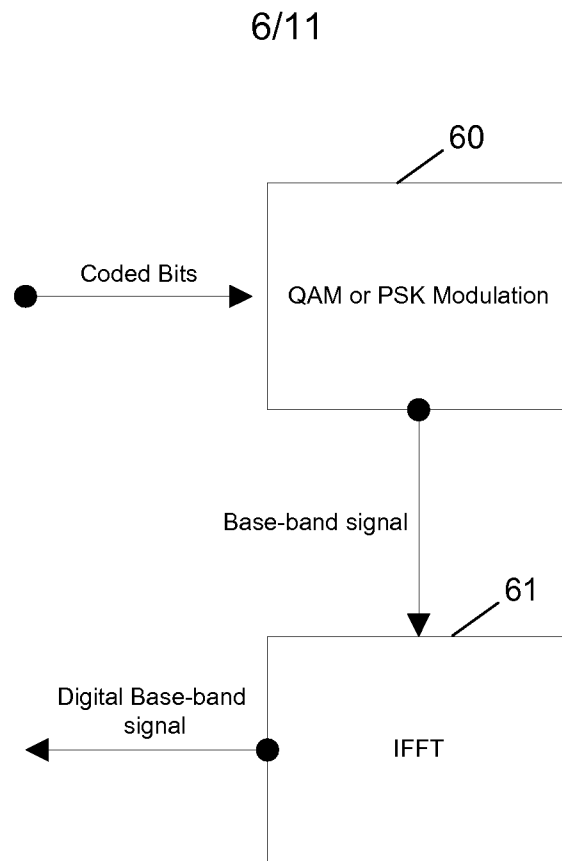 6/11
60
Coded Bits
QAM or PSK Modulation
Base-band signal
61
Digital Base-band
signal
IFFT